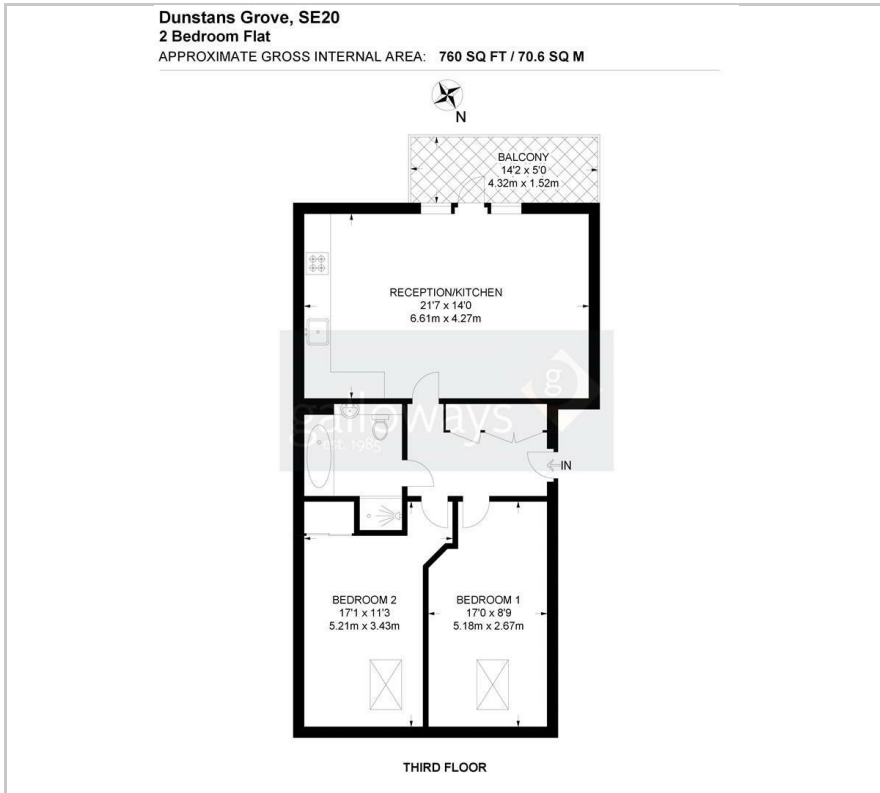 Dunstans Grove, SE20
2 Bedroom Flat
APPROXIMATE GROSS INTERNAL AREA: 760 SQ FT / 70.6 SQ M
N
BALCONY
14'2 x 5'0
4.32m x 1.52m
RECEPTION/KITCHEN
21'7 x 14'0
6.61m x 4.27m
g
galloways
est. 1985
IN
BEDROOM 2
17'1 x 11'3
5.21m x 3.43m
BEDROOM 1
17'0 x 8'9
5.18m x 2.67m
THIRD FLOOR